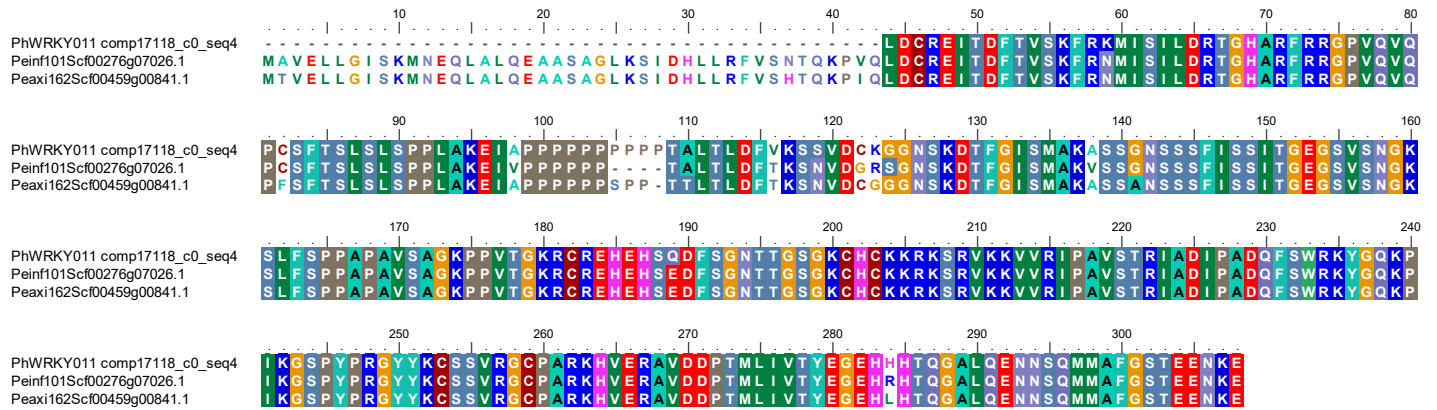 10 20 30 40 50 60 70 80
PhWRKY011 comp17118_c0_seq4 -------------------------------------------LDCREITDFTVSKFRKMISILDRTGHARFRRGPVQVQ
Peinf101Scf00276g07026.1 MAVELLGISKMNEQLALQEAASAGLKSIDHLLRFVSNTQKPVQLDCREITDFTVSKFRNMISILDRTGHARFRRGPVQVQ
Peaxi162Scf00459g00841.1 MTVELLGISKMNEQLALQEAASAGLKSIDHLLRFVSHTQKPIQLDCREITDFTVSKFRNMISILDRTGHARFRRGPVQVQ
90 100 110 120 130 140 150 160
PhWRKY011 comp17118_c0_seq4 PCSFTSLSLSPPLAKEIAPPPPPPPPPPTALTLDFVKSSVDCKGGNSKDTFGISMAKASSGNSSSFISSITGEGSVSNGK
Peinf101Scf00276g07026.1 PCSFTSLSLSPPLAKEIVPPPPPP----TALTLDFTKSNVDGRSGNSKDTFGISMAKVSSGNSSSFISSITGEGSVSNGK
Peaxi162Scf00459g00841.1 PFSFTSLSLSPPLAKEIAPPPPPPSPP-TTLTLDFTKSNVDCGGGNSKDTFGISMAKASSANSSSFISSITGEGSVSNGK
170 180 190 200 210 220 230 240
PhWRKY011 comp17118_c0_seq4 SLFSPPAPAVSAGKPPVTGKRCREHEHSQDFSGNTTGSGKCHCKKRKSRVKKVVRIPAVSTRIADIPADQFSWRKYGQKP
Peinf101Scf00276g07026.1 SLFSPPAPAVSAGKPPVTGKRCREHEHSEDFSGNTTGSGKCHCKKRKSRVKKVVRIPAVSTRIADIPADQFSWRKYGQKP
Peaxi162Scf00459g00841.1 SLFSPPAPAVSAGKPPVTGKRCREHEHSEDFSGNTTGSGKCHCKKRKSRVKKVVRIPAVSTRIADIPADQFSWRKYGQKP
250 260 270 280 290 300
PhWRKY011 comp17118_c0_seq4 IKGSPYPRGYYKCSSVRGCPARKHVERAVDDPTMLIVTYEGEHHHTQGALQENNSQMMAFGSTEENKE
Peinf101Scf00276g07026.1 IKGSPYPRGYYKCSSVRGCPARKHVERAVDDPTMLIVTYEGEHRHTQGALQENNSQMMAFGSTEENKE
Peaxi162Scf00459g00841.1 IKGSPYPRGYYKCSSVRGCPARKHVERAVDDPTMLIVTYEGEHLHTQGALQENNSQMMAFGSTEENKE